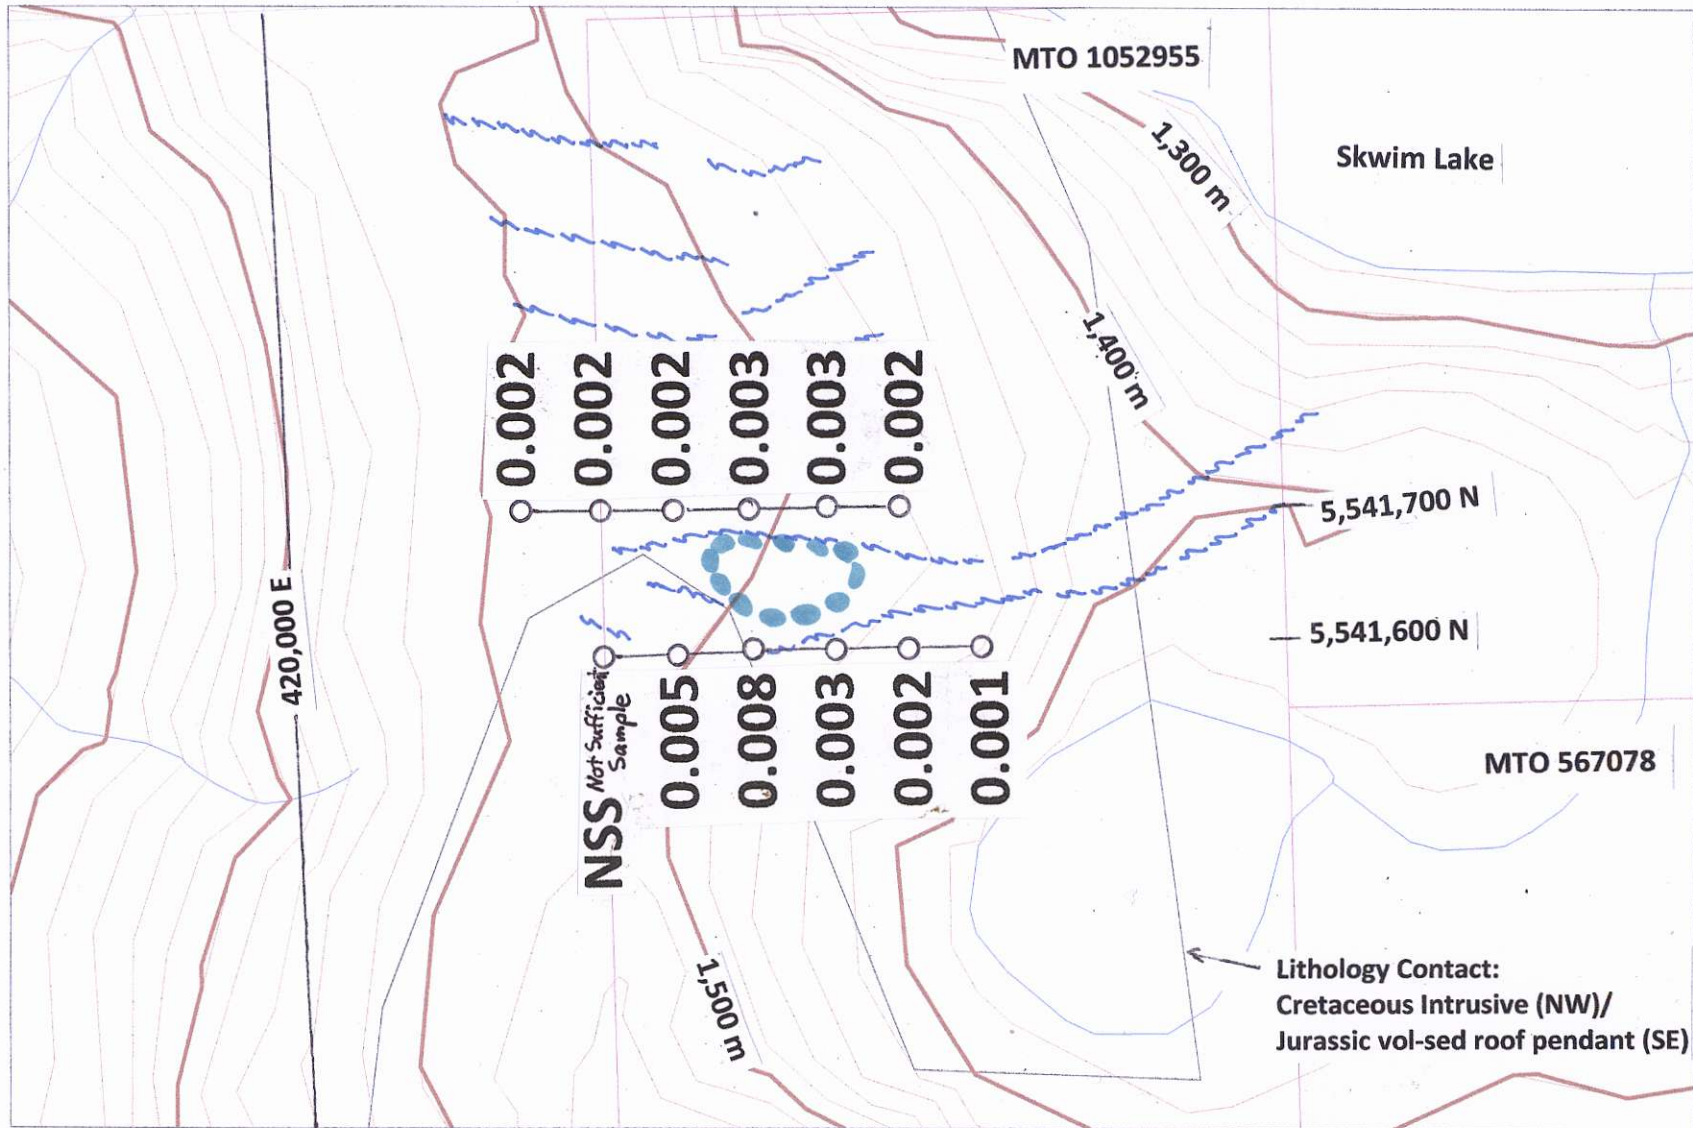 MTO 1052955
1,300 m
Skwim Lake
1,400 m
0.002
0.002
0.002
0.003
0.003
0.002
5,541,700 N
420,000 E
5,541,600 N
NSS Not Sufficient
Sample
0.005
0.008
0.003
0.002
0.001
MTO 567078
1,500 m
Lithology Contact:
Cretaceous Intrusive (NW)/
Jurassic vol-sed roof pendant (SE)